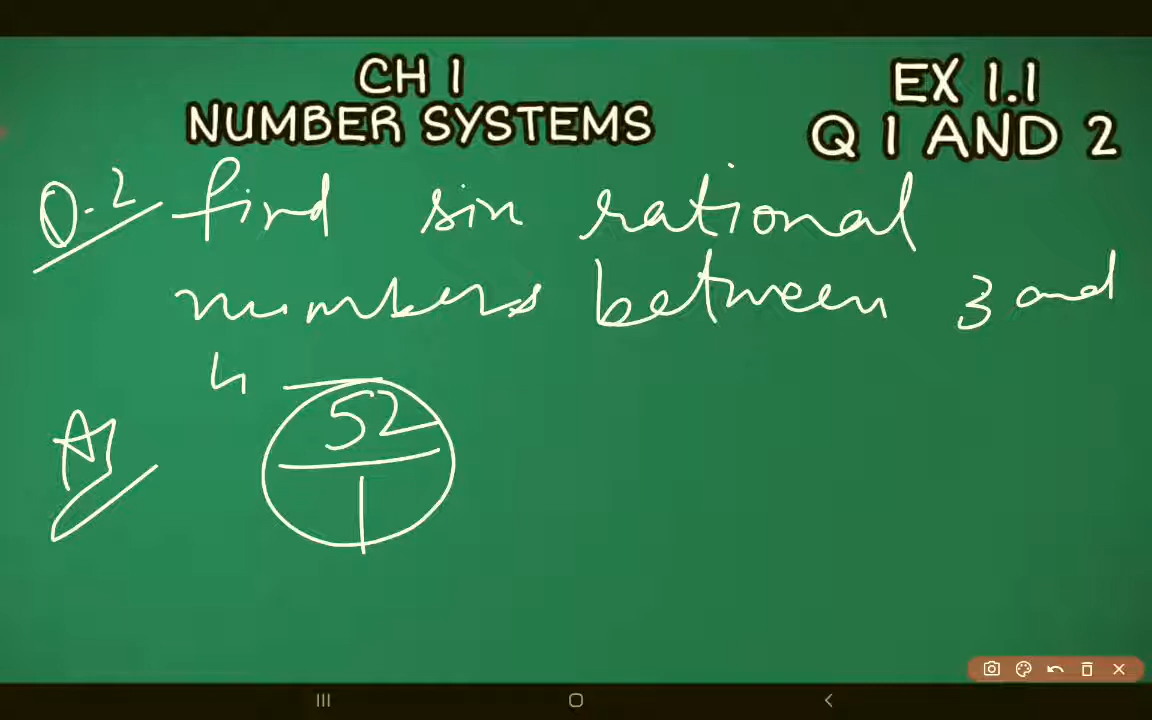 CH 1
NUMBER SYSTEMS
EX 1.1
Q 1 AND 2
Q.2 find six rational
numbers between 3 and
4
52
1